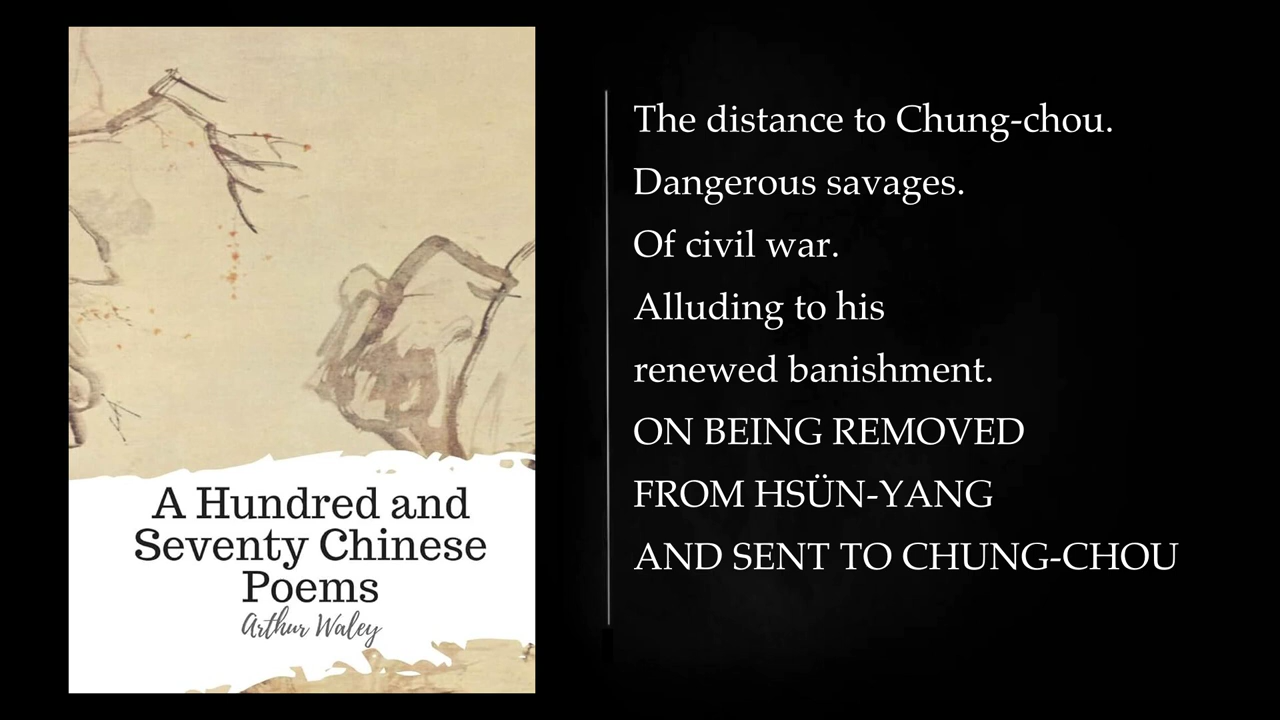 A Hundred and
Seventy Chinese
Poems
Arthur Waley
The distance to Chung-chou.
Dangerous savages.
Of civil war.
Alluding to his
renewed banishment.
ON BEING REMOVED
FROM HSÜN-YANG
AND SENT TO CHUNG-CHOU